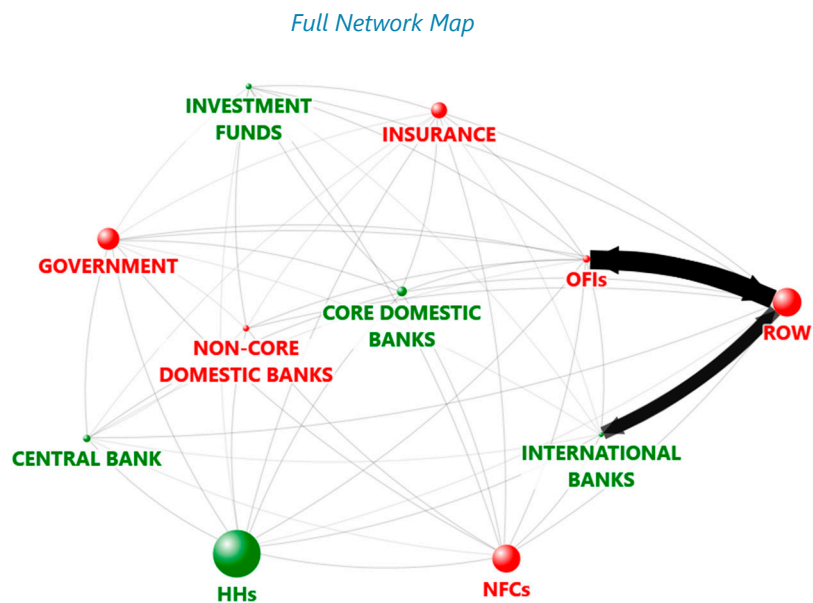 Full Network Map
INVESTMENT
FUNDS
INSURANCE
GOVERNMENT
OFIs
CORE DOMESTIC
BANKS
ROW
NON-CORE
DOMESTIC BANKS
CENTRAL BANK
INTERNATIONAL
BANKS
HHs
NFCs